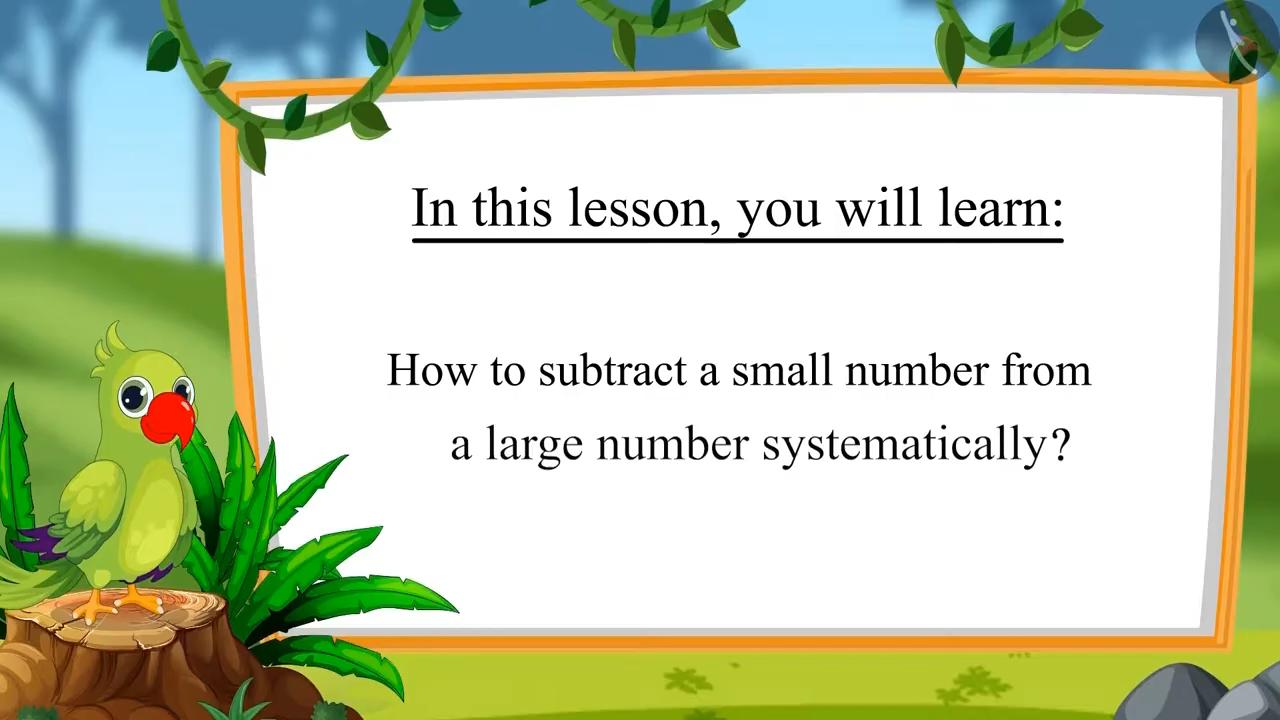 In this lesson, you will learn:
How to subtract a small number from
a large number systematically?